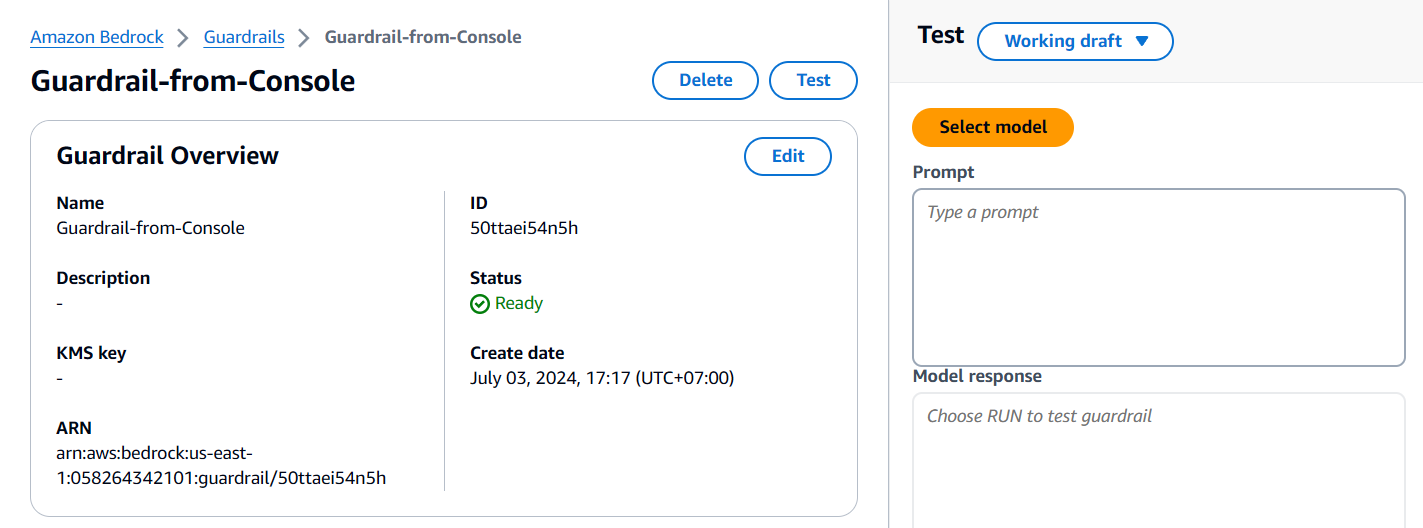 Amazon Bedrock > Guardrails > Guardrail-from-Console
Guardrail-from-Console
Delete
Test
Guardrail Overview
Edit
Name
Guardrail-from-Console
Description
-
KMS key
-
ARN
arn:aws:bedrock:us-east-
1:058264342101:guardrail/50ttaei54n5h
ID
50ttaei54n5h
Status
Ready
Create date
July 03, 2024, 17:17 (UTC+07:00)
Test
Working draft
Select model
Prompt
Type a prompt
Model response
Choose RUN to test guardrail